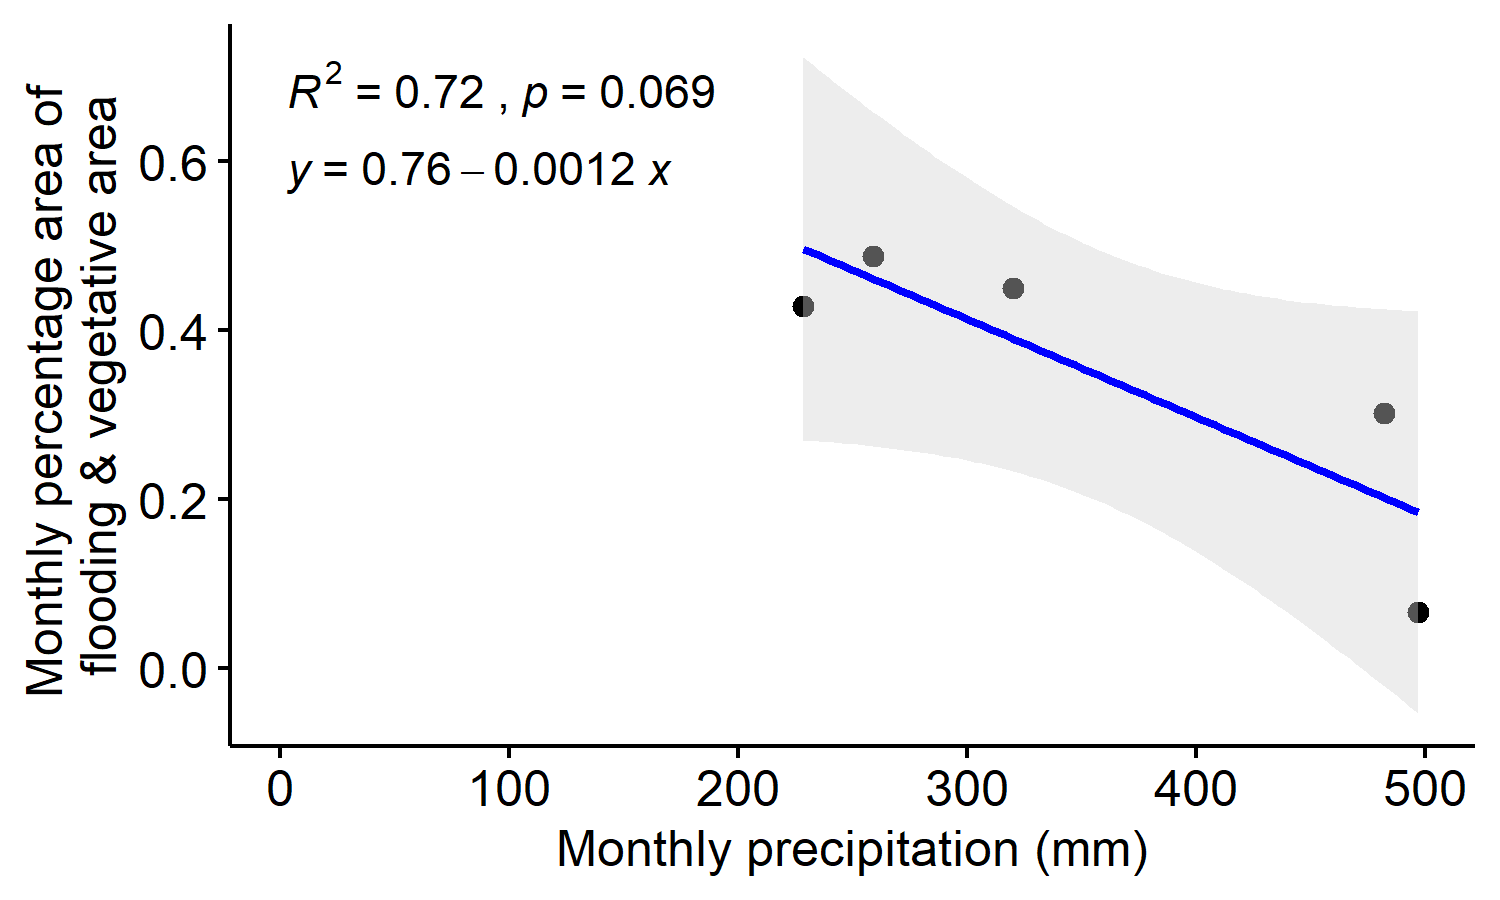 R² = 0.72 , p = 0.069
y = 0.76 – 0.0012 x
Monthly percentage area of
flooding & vegetative area
0.6
0.4
0.2
0.0
0 100 200 300 400 500
Monthly precipitation (mm)